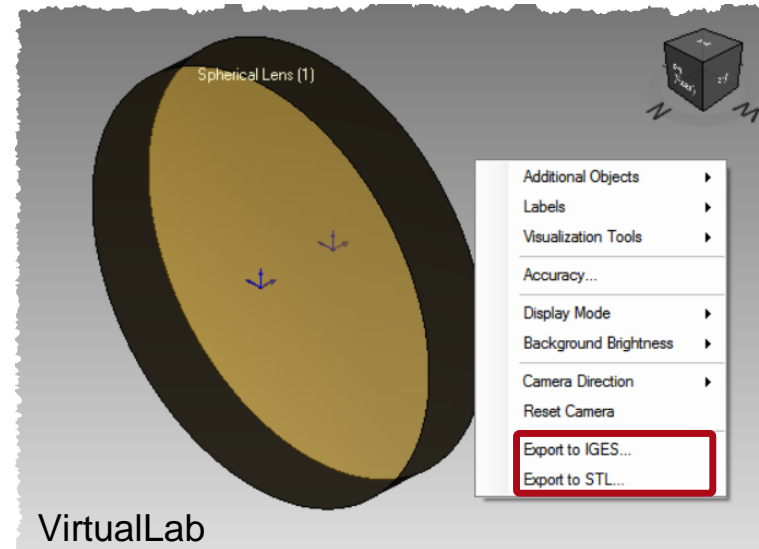 Spherical Lens (1)
Additional Objects
Labels
Visualization Tools
Accuracy...
Display Mode
Background Brightness
Camera Direction
Reset Camera
Export to IGES...
Export to STL...
VirtualLab